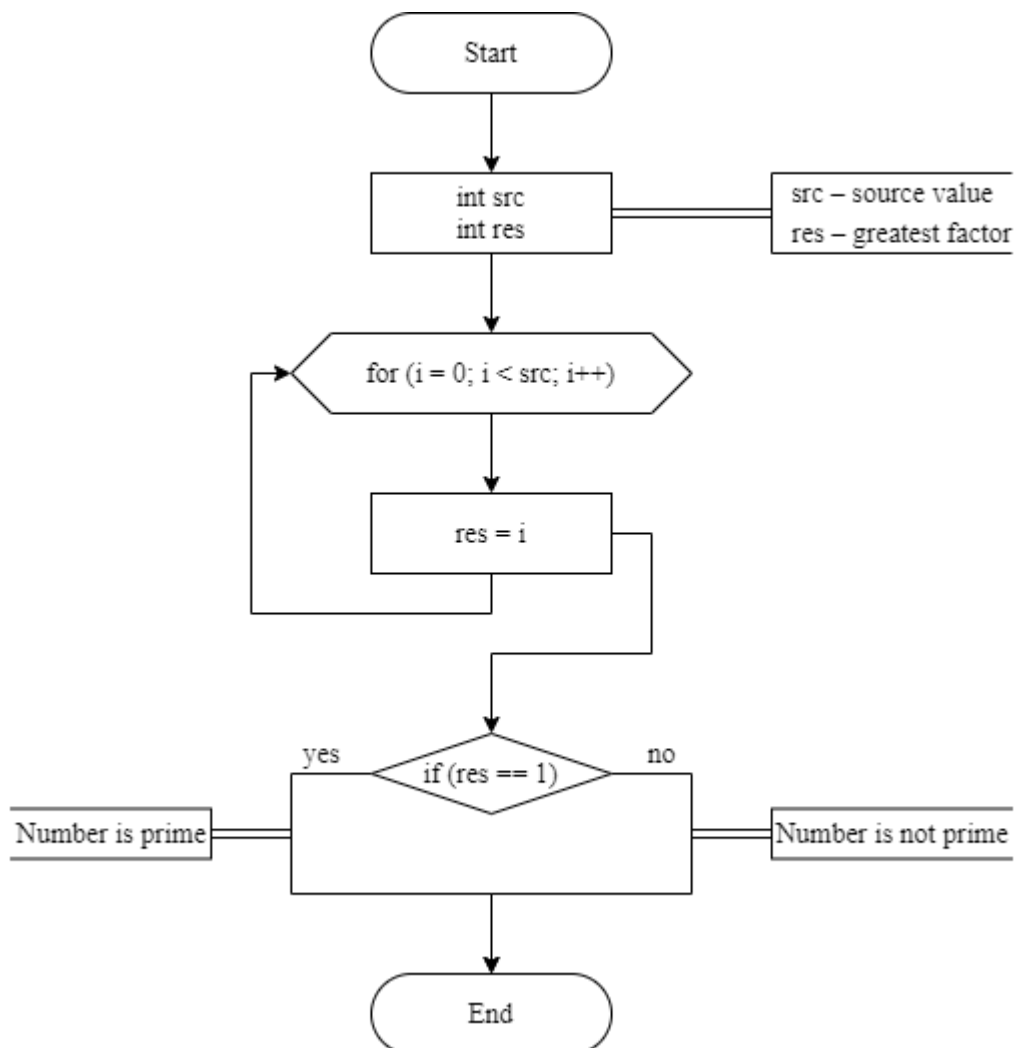 Start
int src
int res
src – source value
res – greatest factor
for (i = 0; i < src; i++)
res = i
yes
if (res == 1)
no
Number is prime
Number is not prime
End